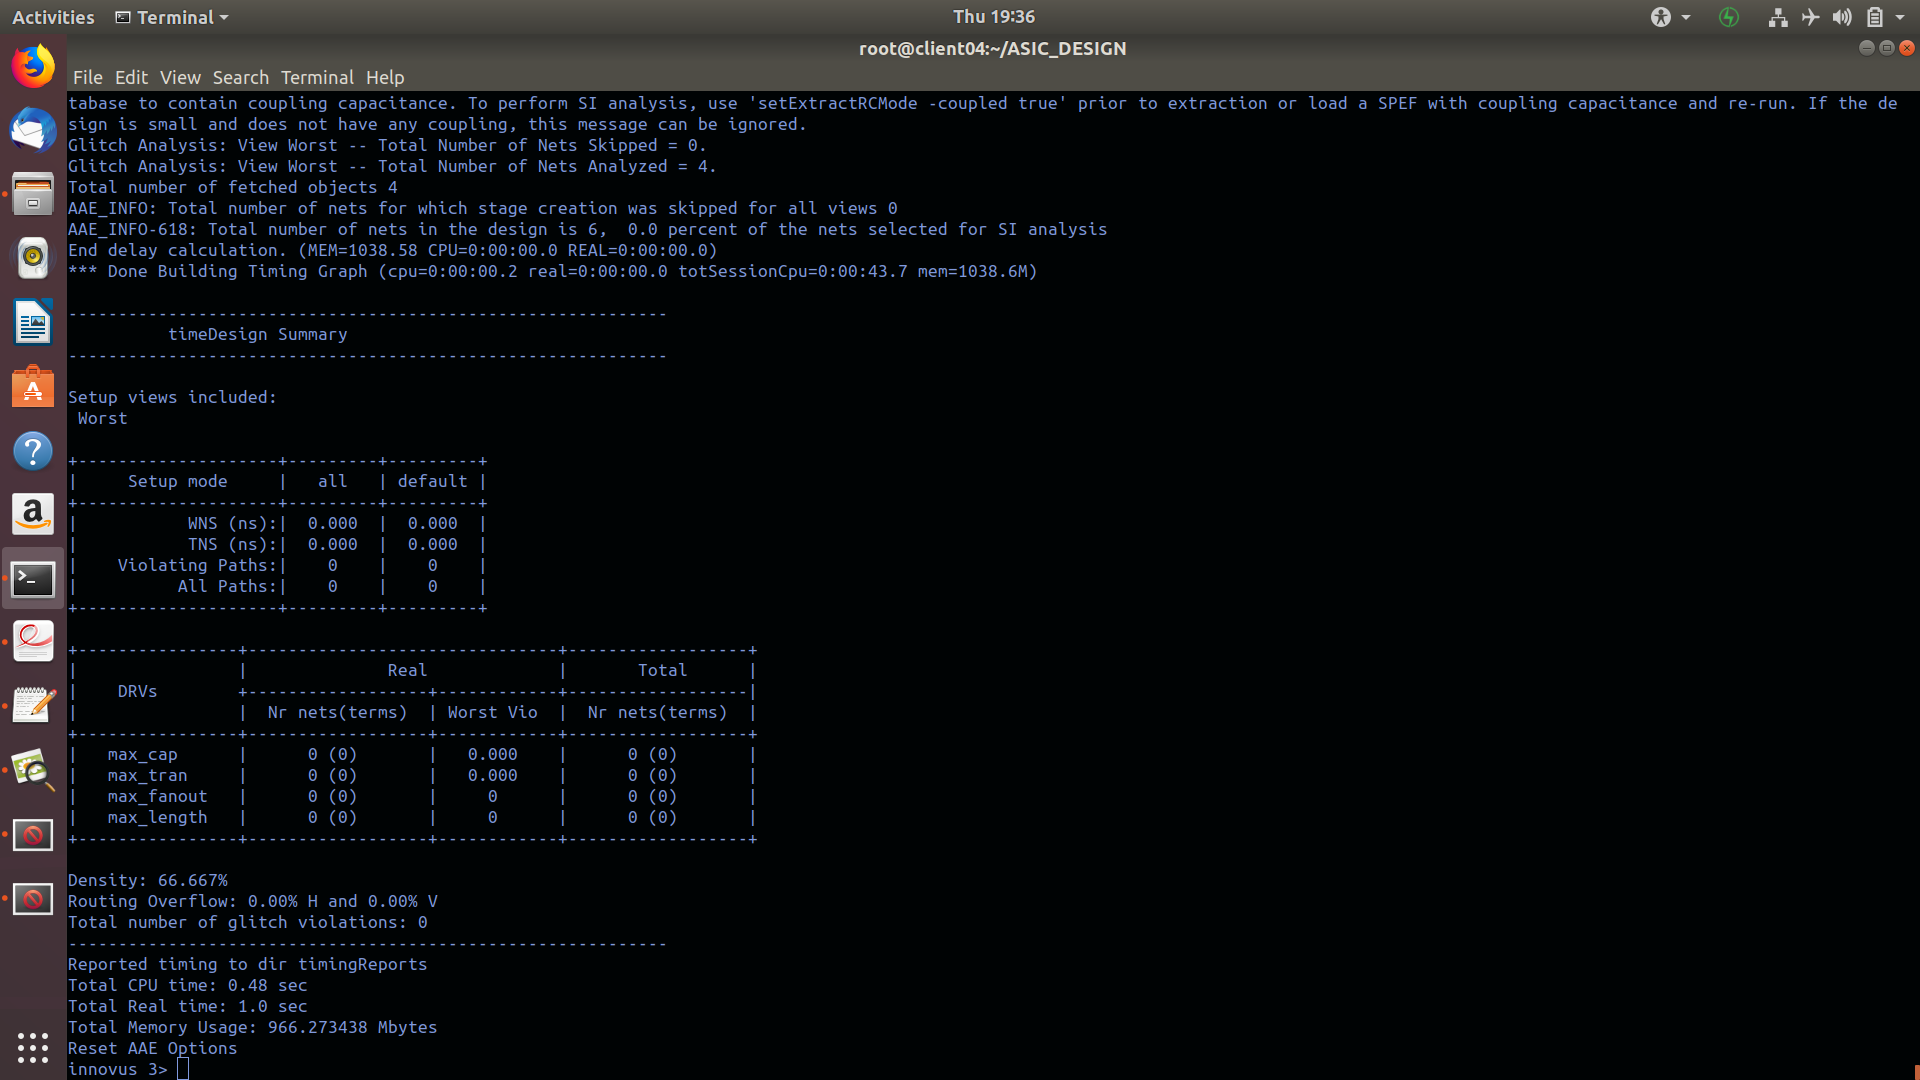 Activities Terminal Thu 19:36
root@client04:~/ASIC_DESIGN
File Edit View Search Terminal Help
tabase to contain coupling capacitance. To perform SI analysis, use 'setExtractRCMode -coupled true' prior to extraction or load a SPEF with coupling capacitance and re-run. If the de
sign is small and does not have any coupling, this message can be ignored.
Glitch Analysis: View Worst -- Total Number of Nets Skipped = 0.
Glitch Analysis: View Worst -- Total Number of Nets Analyzed = 4.
Total number of fetched objects 4
AAE_INFO: Total number of nets for which stage creation was skipped for all views 0
AAE_INFO-618: Total number of nets in the design is 6,  0.0 percent of the nets selected for SI analysis
End delay calculation. (MEM=1038.58 CPU=0:00:00.0 REAL=0:00:00.0)
*** Done Building Timing Graph (cpu=0:00:00.2 real=0:00:00.0 totSessionCpu=0:00:43.7 mem=1038.6M)
------------------------------------------------------------
          timeDesign Summary
------------------------------------------------------------
Setup views included:
 Worst
+--------------------+---------+---------+
|     Setup mode     |   all   | default |
+--------------------+---------+---------+
|           WNS (ns):|  0.000  |  0.000  |
|           TNS (ns):|  0.000  |  0.000  |
|    Violating Paths:|    0    |    0    |
|          All Paths:|    0    |    0    |
+--------------------+---------+---------+
+----------------+-------------------------------+------------------+
|                |              Real             |       Total      |
|    DRVs        +------------------+------------+------------------|
|                |  Nr nets(terms)  | Worst Vio  |  Nr nets(terms)  |
+----------------+------------------+------------+------------------+
|   max_cap      |      0 (0)       |   0.000    |      0 (0)       |
|   max_tran     |      0 (0)       |   0.000    |      0 (0)       |
|   max_fanout   |      0 (0)       |     0      |      0 (0)       |
|   max_length   |      0 (0)       |     0      |      0 (0)       |
+----------------+------------------+------------+------------------+
Density: 66.667%
Routing Overflow: 0.00% H and 0.00% V
Total number of glitch violations: 0
------------------------------------------------------------
Reported timing to dir timingReports
Total CPU time: 0.48 sec
Total Real time: 1.0 sec
Total Memory Usage: 966.273438 Mbytes
Reset AAE Options
innovus 3>